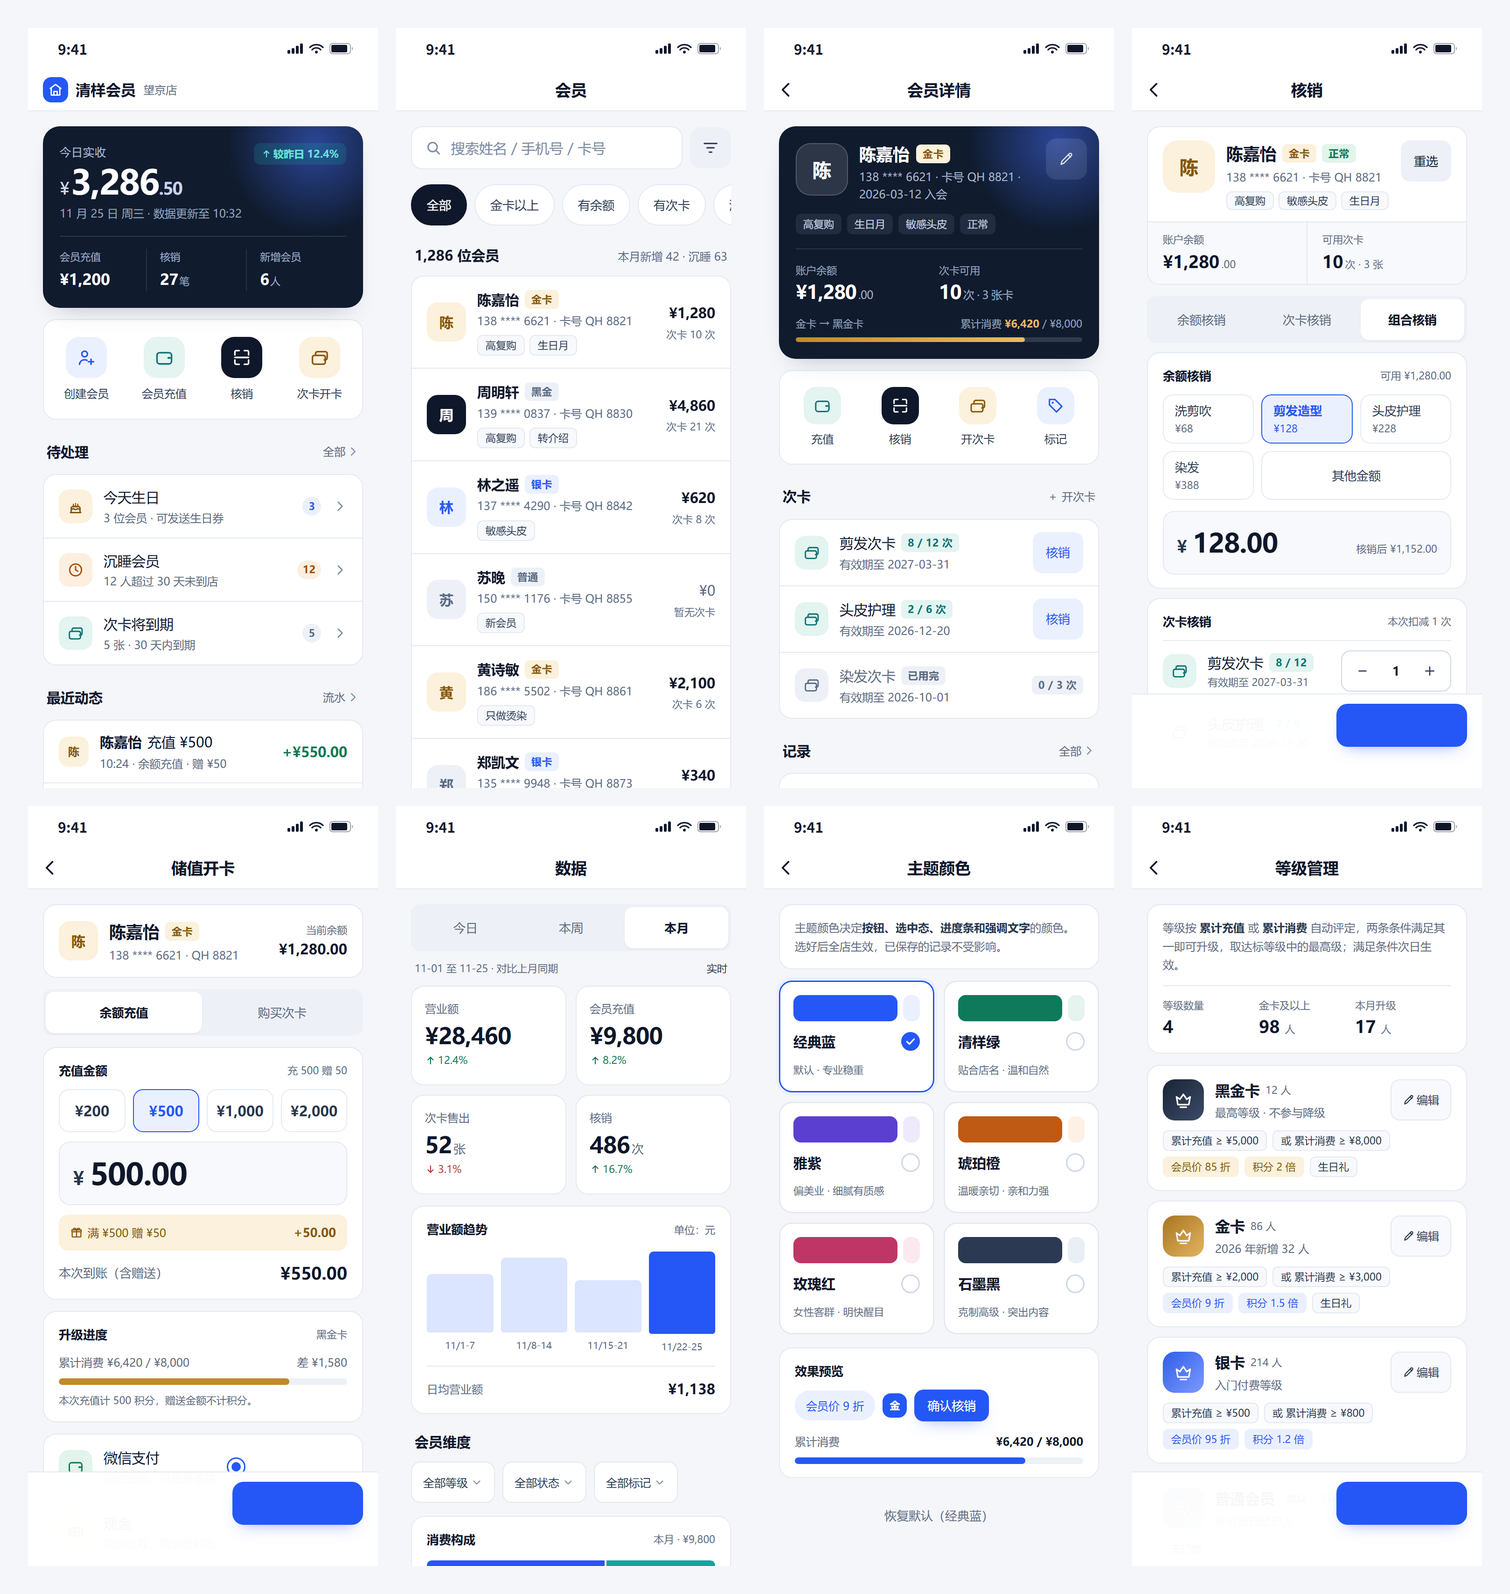 9:41
清样会员 望京店
今日实收
↑ 较昨日 12.4%
¥3,286.50
11 月 25 日 周三 · 数据更新至 10:32
会员充值 核销 新增会员
¥1,200 27笔 6人
创建会员 会员充值 核销 次卡开卡
待处理 全部
今天生日
3 位会员 · 可发送生日券
3
沉睡会员
12 人超过 30 天未到店
12
次卡将到期
5 张 · 30 天内到期
5
最近动态 流水
陈
陈嘉怡 充值 ¥500
10:24 · 余额充值 · 赠 ¥50
+¥550.00
9:41
会员
搜索姓名 / 手机号 / 卡号
全部 金卡以上 有余额 有次卡
1,286 位会员 本月新增 42 · 沉睡 63
陈
陈嘉怡 金卡
138 **** 6621 · 卡号 QH 8821
高复购 生日月
¥1,280
次卡 10 次
周
周明轩 黑金
139 **** 0837 · 卡号 QH 8830
高复购 转介绍
¥4,860
次卡 21 次
林
林之遥 银卡
137 **** 4290 · 卡号 QH 8842
敏感头皮
¥620
次卡 8 次
苏
苏晚 普通
150 **** 1176 · 卡号 QH 8855
新会员
¥0
暂无次卡
黄
黄诗敏 金卡
186 **** 5502 · 卡号 QH 8861
只做烫染
¥2,100
次卡 6 次
郑
郑凯文 银卡
135 **** 9948 · 卡号 QH 8873
¥340
9:41
会员详情
陈
陈嘉怡 金卡
138 **** 6621 · 卡号 QH 8821 ·
2026-03-12 入会
高复购 生日月 敏感头皮 正常
账户余额 次卡可用
¥1,280.00 10次 · 3 张卡
金卡 → 黑金卡 累计消费 ¥6,420 / ¥8,000
充值 核销 开次卡 标记
次卡 + 开次卡
剪发次卡 8 / 12 次
有效期至 2027-03-31
核销
头皮护理 2 / 6 次
有效期至 2026-12-20
核销
染发次卡 已用完
有效期至 2026-10-01
0 / 3 次
记录 全部
9:41
核销
陈
陈嘉怡 金卡 正常
138 **** 6621 · 卡号 QH 8821
高复购 敏感头皮 生日月
重选
账户余额 可用次卡
¥1,280.00 10次 · 3 张
余额核销 次卡核销 组合核销
余额核销 可用 ¥1,280.00
洗剪吹 剪发造型 头皮护理
¥68 ¥128 ¥228
染发
¥388
其他金额
¥ 128.00 核销后 ¥1,152.00
次卡核销 本次扣减 1 次
剪发次卡 8 / 12
有效期至 2027-03-31
− 1 +
头皮护理
9:41
储值开卡
陈
陈嘉怡 金卡
138 **** 6621 · QH 8821
当前余额
¥1,280.00
余额充值 购买次卡
充值金额 充 500 赠 50
¥200 ¥500 ¥1,000 ¥2,000
¥ 500.00
满 ¥500 赠 ¥50 +50.00
本次到账（含赠送） ¥550.00
升级进度 黑金卡
累计消费 ¥6,420 / ¥8,000 差 ¥1,580
本次充值计 500 积分，赠送金额不计积分。
微信支付
现金
9:41
数据
今日 本周 本月
11-01 至 11-25 · 对比上月同期 实时
营业额 会员充值
¥28,460 ¥9,800
↑ 12.4% ↑ 8.2%
次卡售出 核销
52张 486次
↓ 3.1% ↑ 16.7%
营业额趋势 单位：元
11/1-7 11/8-14 11/15-21 11/22-25
日均营业额 ¥1,138
会员维度
全部等级 全部状态 全部标记
消费构成 本月 · ¥9,800
9:41
主题颜色
主题颜色决定按钮、选中态、进度条和强调文字的颜色。
选好后全店生效，已保存的记录不受影响。
经典蓝 清样绿
默认 · 专业稳重 贴合店名 · 温和自然
雅紫 琥珀橙
偏美业 · 细腻有质感 温暖亲切 · 亲和力强
玫瑰红 石墨黑
女性客群 · 明快醒目 克制高级 · 突出内容
效果预览
会员价 9 折 金 确认核销
累计消费 ¥6,420 / ¥8,000
恢复默认（经典蓝）
9:41
等级管理
等级按 累计充值 或 累计消费 自动评定，两条条件满足其
一即可升级，取达标等级中的最高级；满足条件次日生
效。
等级数量 金卡及以上 本月升级
4 98 人 17 人
黑金卡 12 人
最高等级 · 不参与降级
编辑
累计充值 ≥ ¥5,000 或 累计消费 ≥ ¥8,000
会员价 85 折 积分 2 倍 生日礼
金卡 86 人
2026 年新增 32 人
编辑
累计充值 ≥ ¥2,000 或 累计消费 ≥ ¥3,000
会员价 9 折 积分 1.5 倍 生日礼
银卡 214 人
入门付费等级
编辑
累计充值 ≥ ¥500 或 累计消费 ≥ ¥800
会员价 95 折 积分 1.2 倍
普通会员